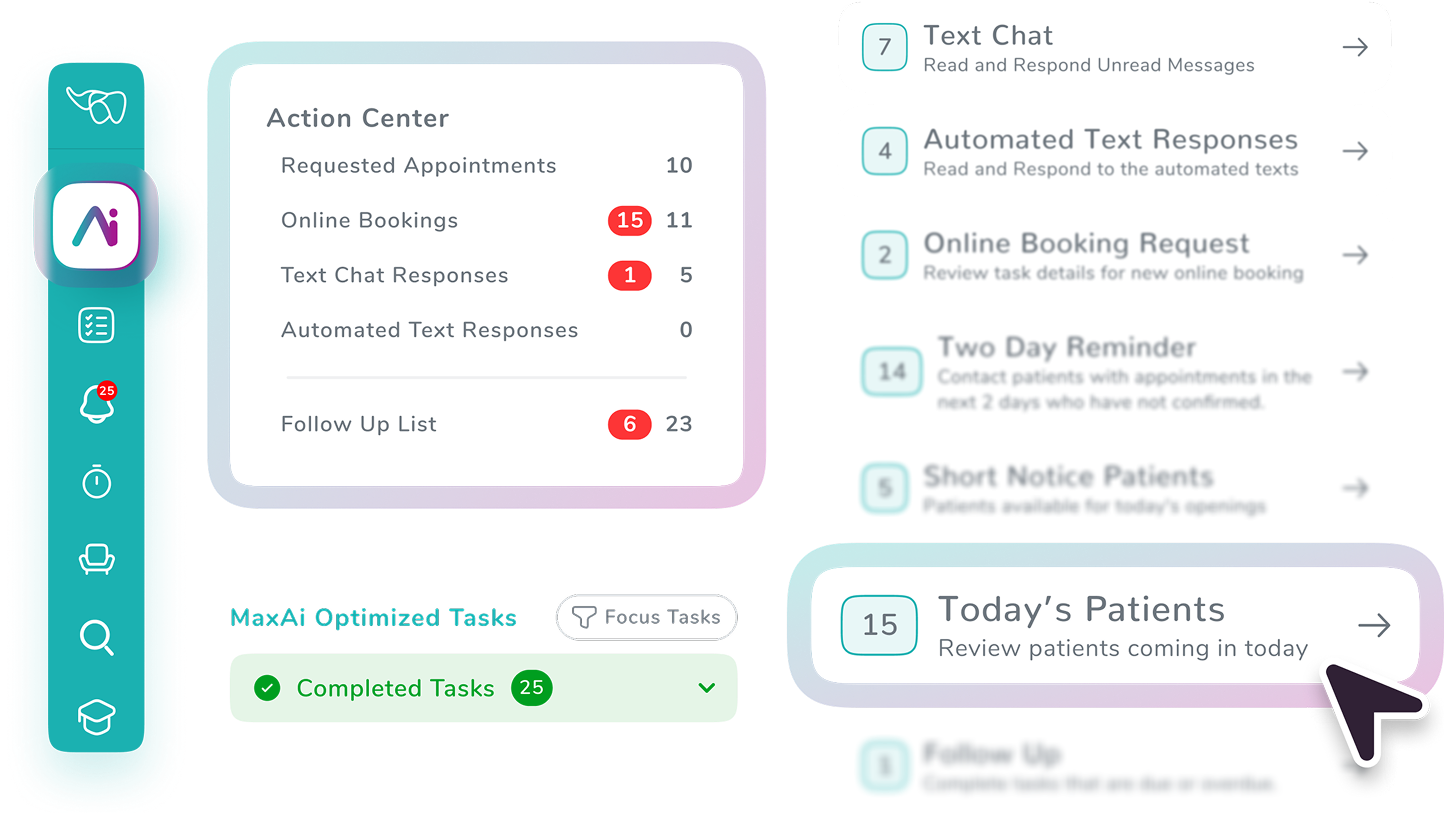 Ai
25
Action Center
Requested Appointments 10
Online Bookings 15 11
Text Chat Responses 1 5
Automated Text Responses 0
Follow Up List 6 23
MaxAi Optimized Tasks
Focus Tasks
Completed Tasks 25
7 Text Chat
Read and Respond Unread Messages
4 Automated Text Responses
Read and Respond to the automated texts
2 Online Booking Request
Review task details for new online booking
14 Two Day Reminder
Contact patients with appointments in the
next 2 days who have not confirmed.
5 Short Notice Patients
Patients available for today's openings
15 Today's Patients
Review patients coming in today
1 Follow Up
Complete tasks that are due or overdue.